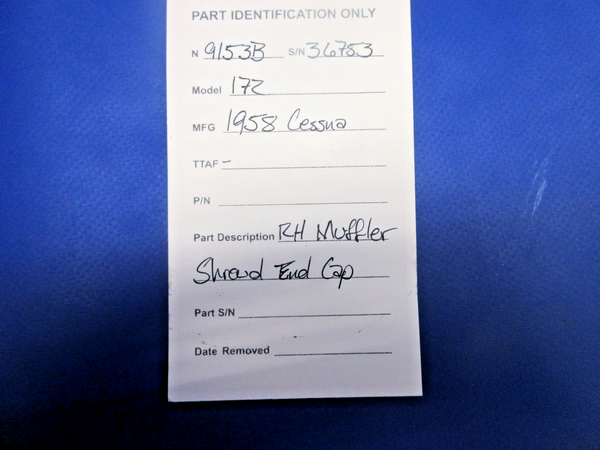 PART IDENTIFICATION ONLY
N 9153B S/N 36753
Model 172
MFG 1958 Cessna
TTAF -
P/N
Part Description RH Muffler
Shroud End Cap
Part S/N
Date Removed